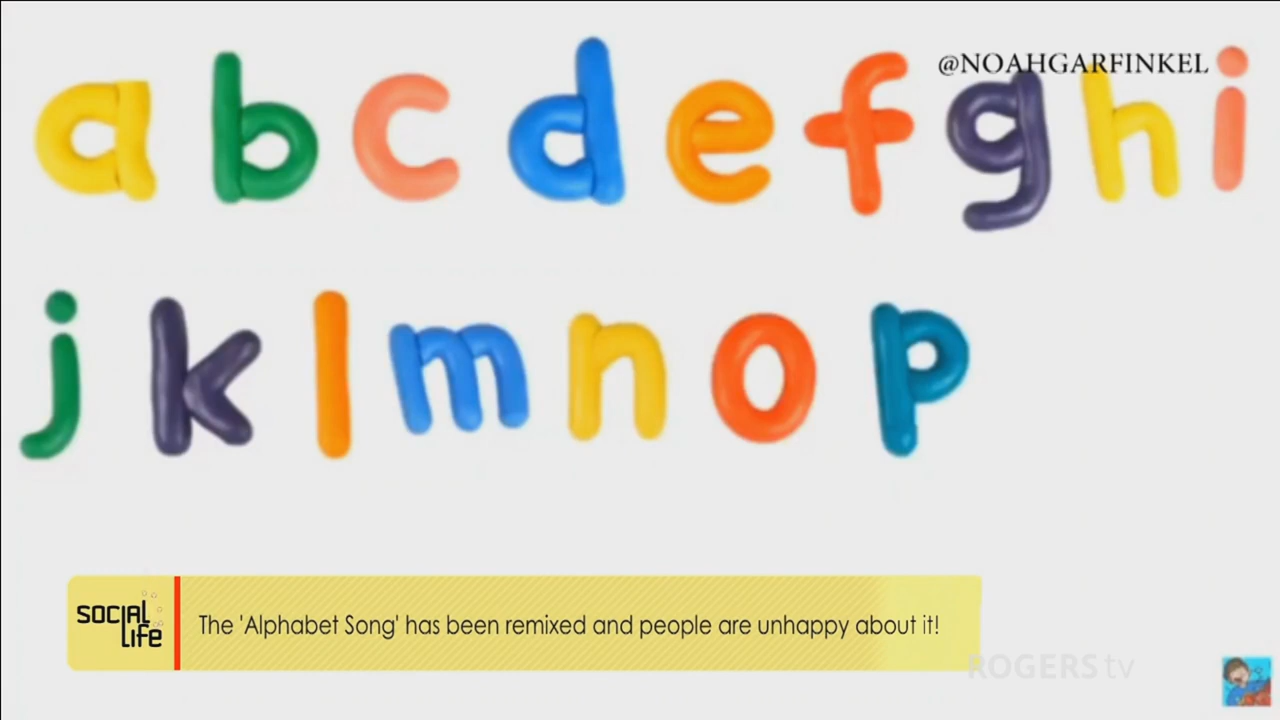 @NOAHGARFINKEL
a b c d e f g h i
j k l m n o p
SOCIAL
LIFE
The 'Alphabet Song' has been remixed and people are unhappy about it!
ROGERS tv